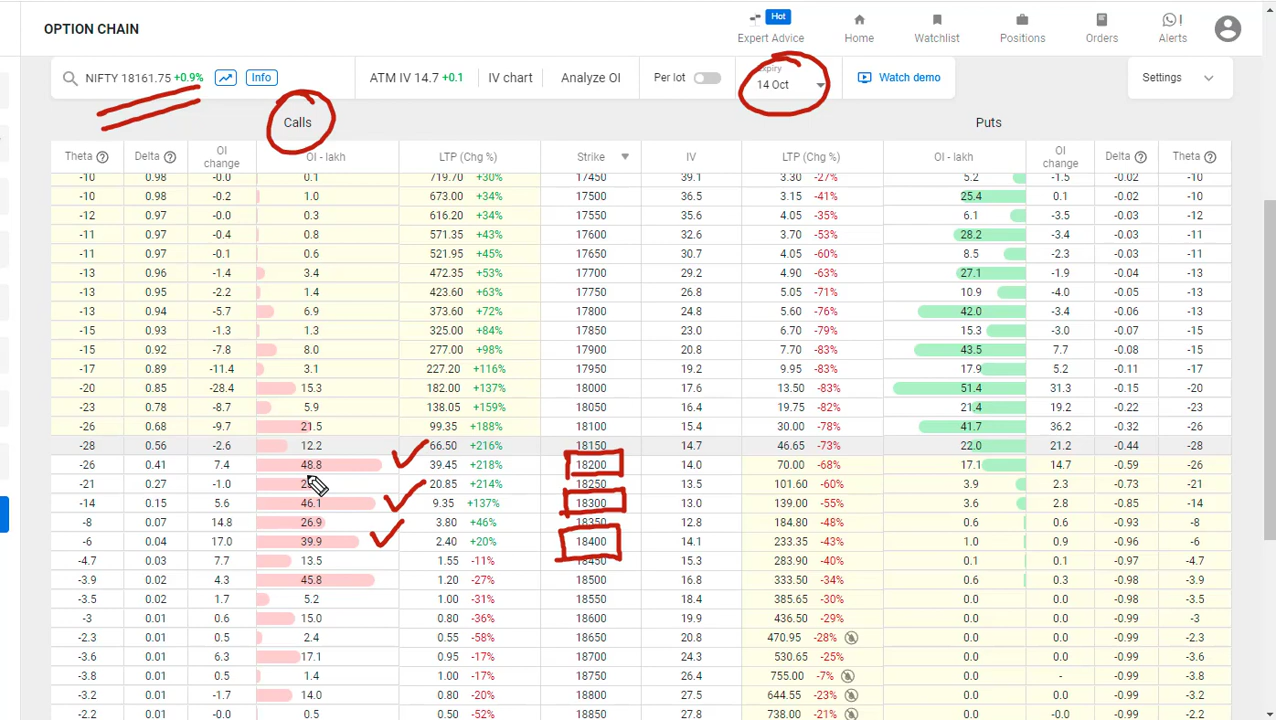 OPTION CHAIN
Hot
Expert Advice Home Watchlist Positions Orders Alerts
NIFTY 18161.75 +0.9% Info ATM IV 14.7 +0.1 IV chart Analyze OI Per lot Expiry 14 Oct Watch demo Settings
Calls Puts
Theta Delta OI change OI - lakh LTP (Chg %) Strike IV LTP (Chg %) OI - lakh OI change Delta Theta
-10 0.98 -0.0 0.1 719.70 +30% 17450 39.1 3.30 -27% 5.2 -1.5 -0.02 -10
-10 0.98 -0.2 1.0 673.00 +34% 17500 36.5 3.15 -41% 25.4 0.1 -0.02 -10
-12 0.97 -0.0 0.3 616.20 +34% 17550 35.6 4.05 -35% 6.1 -3.5 -0.03 -12
-11 0.97 -0.4 0.8 571.35 +43% 17600 32.6 3.70 -53% 28.2 -3.4 -0.03 -11
-11 0.97 -0.1 0.6 521.95 +45% 17650 30.7 4.20 -60% 8.5 -2.3 -0.03 -11
-13 0.96 -1.4 3.4 472.35 +53% 17700 29.2 4.90 -63% 27.1 -1.9 -0.04 -13
-13 0.95 -2.2 1.4 423.60 +63% 17750 26.8 5.05 -71% 10.9 -4.0 -0.05 -13
-13 0.94 -5.7 6.9 373.60 +72% 17800 24.8 5.60 -76% 42.0 -3.4 -0.06 -13
-15 0.93 -1.3 1.3 325.00 +84% 17850 23.0 6.70 -79% 15.3 -3.0 -0.07 -15
-15 0.92 -7.8 8.0 277.00 +98% 17900 20.8 7.70 -83% 43.5 7.7 -0.08 -15
-17 0.89 -11.4 3.1 227.20 +116% 17950 19.2 9.95 -83% 17.9 5.2 -0.11 -17
-20 0.85 -28.4 15.3 182.00 +137% 18000 17.6 13.50 -83% 51.4 31.3 -0.15 -20
-23 0.78 -8.7 5.9 138.05 +159% 18050 16.4 19.75 -82% 21.4 19.2 -0.22 -23
-26 0.68 -9.7 21.5 99.35 +188% 18100 15.4 30.00 -78% 41.7 36.2 -0.32 -26
-28 0.56 -2.6 12.2 66.50 +216% 18150 14.7 46.65 -73% 22.0 21.2 -0.44 -28
-26 0.41 7.4 48.8 39.45 +218% 18200 14.0 70.00 -68% 17.1 14.7 -0.59 -26
-21 0.27 -1.0 20.85 +214% 18250 13.5 101.60 -60% 3.9 2.3 -0.73 -21
-14 0.15 5.6 46.1 9.35 +137% 18300 13.0 139.00 -55% 3.6 2.8 -0.85 -14
-8 0.07 14.8 26.9 3.80 +46% 18350 12.8 184.80 -48% 0.6 0.6 -0.93 -8
-6 0.04 17.0 39.9 2.40 +20% 18400 14.1 233.35 -43% 1.0 0.9 -0.96 -6
-4.7 0.03 7.7 13.5 1.55 -11% 18450 15.3 283.90 -40% 0.1 0.1 -0.97 -4.7
-3.9 0.02 4.3 45.8 1.20 -27% 18500 16.8 333.50 -34% 0.6 0.3 -0.98 -3.9
-3.5 0.02 1.7 5.2 1.00 -31% 18550 18.4 385.65 -30% 0.0 0.0 -0.98 -3.5
-3 0.01 0.6 15.0 0.80 -36% 18600 19.9 436.50 -29% 0.0 0.0 -0.99 -3
-2.3 0.01 0.5 2.4 0.55 -58% 18650 20.8 470.95 -28% 0.0 0.0 -0.99 -2.3
-3.6 0.01 6.3 17.1 0.95 -17% 18700 24.3 530.65 -25% 0.0 0.0 -0.99 -3.6
-3.8 0.01 0.5 1.4 1.00 -17% 18750 26.4 755.00 -7% 0.0 - -0.99 -3.8
-3.2 0.01 -1.7 14.0 0.80 -20% 18800 27.5 644.55 -23% 0.0 0.0 -0.99 -3.2
-2.2 0.01 -0.0 0.5 0.50 -52% 18850 27.8 738.00 -21% 0.0 0.0 -0.99 -2.2